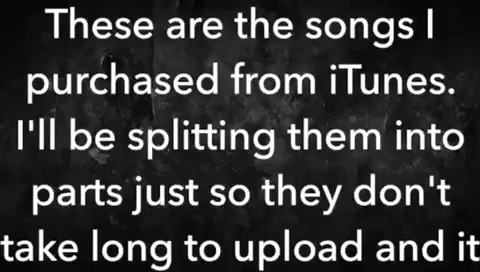 These are the songs I
purchased from iTunes.
I'll be splitting them into
parts just so they don't
take long to upload and it